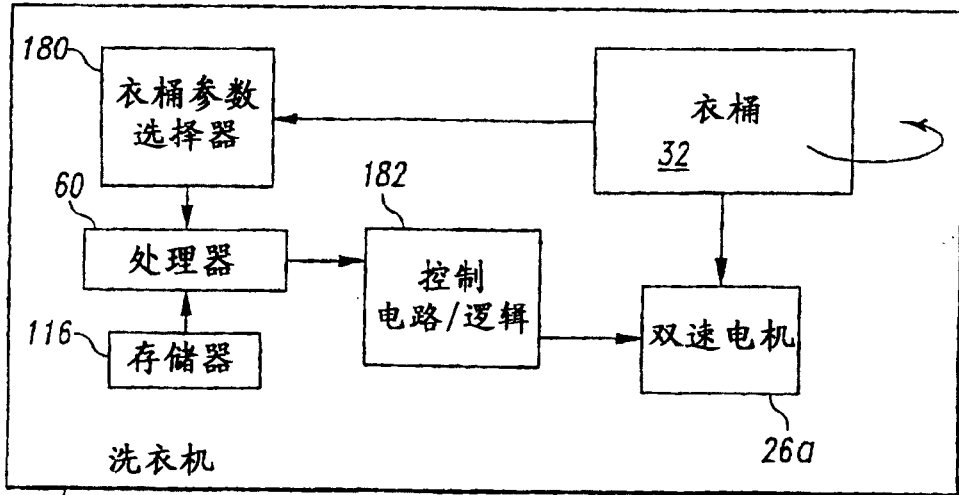 180
衣桶参数
选择器
衣桶
32
60
处理器
182
控制
电路/逻辑
双速电机
116
存储器
26a
洗衣机